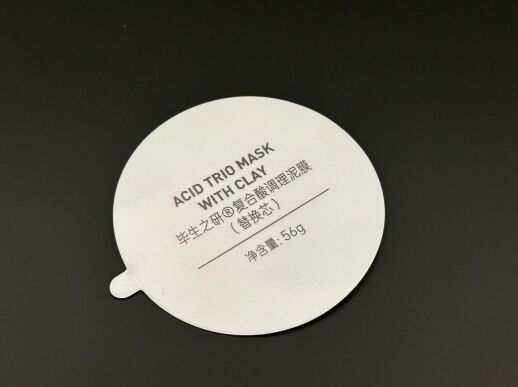 ACID TRIO MASK
WITH CLAY
毕生之研®复合酸调理泥膜
（替换芯）
净含量: 56g